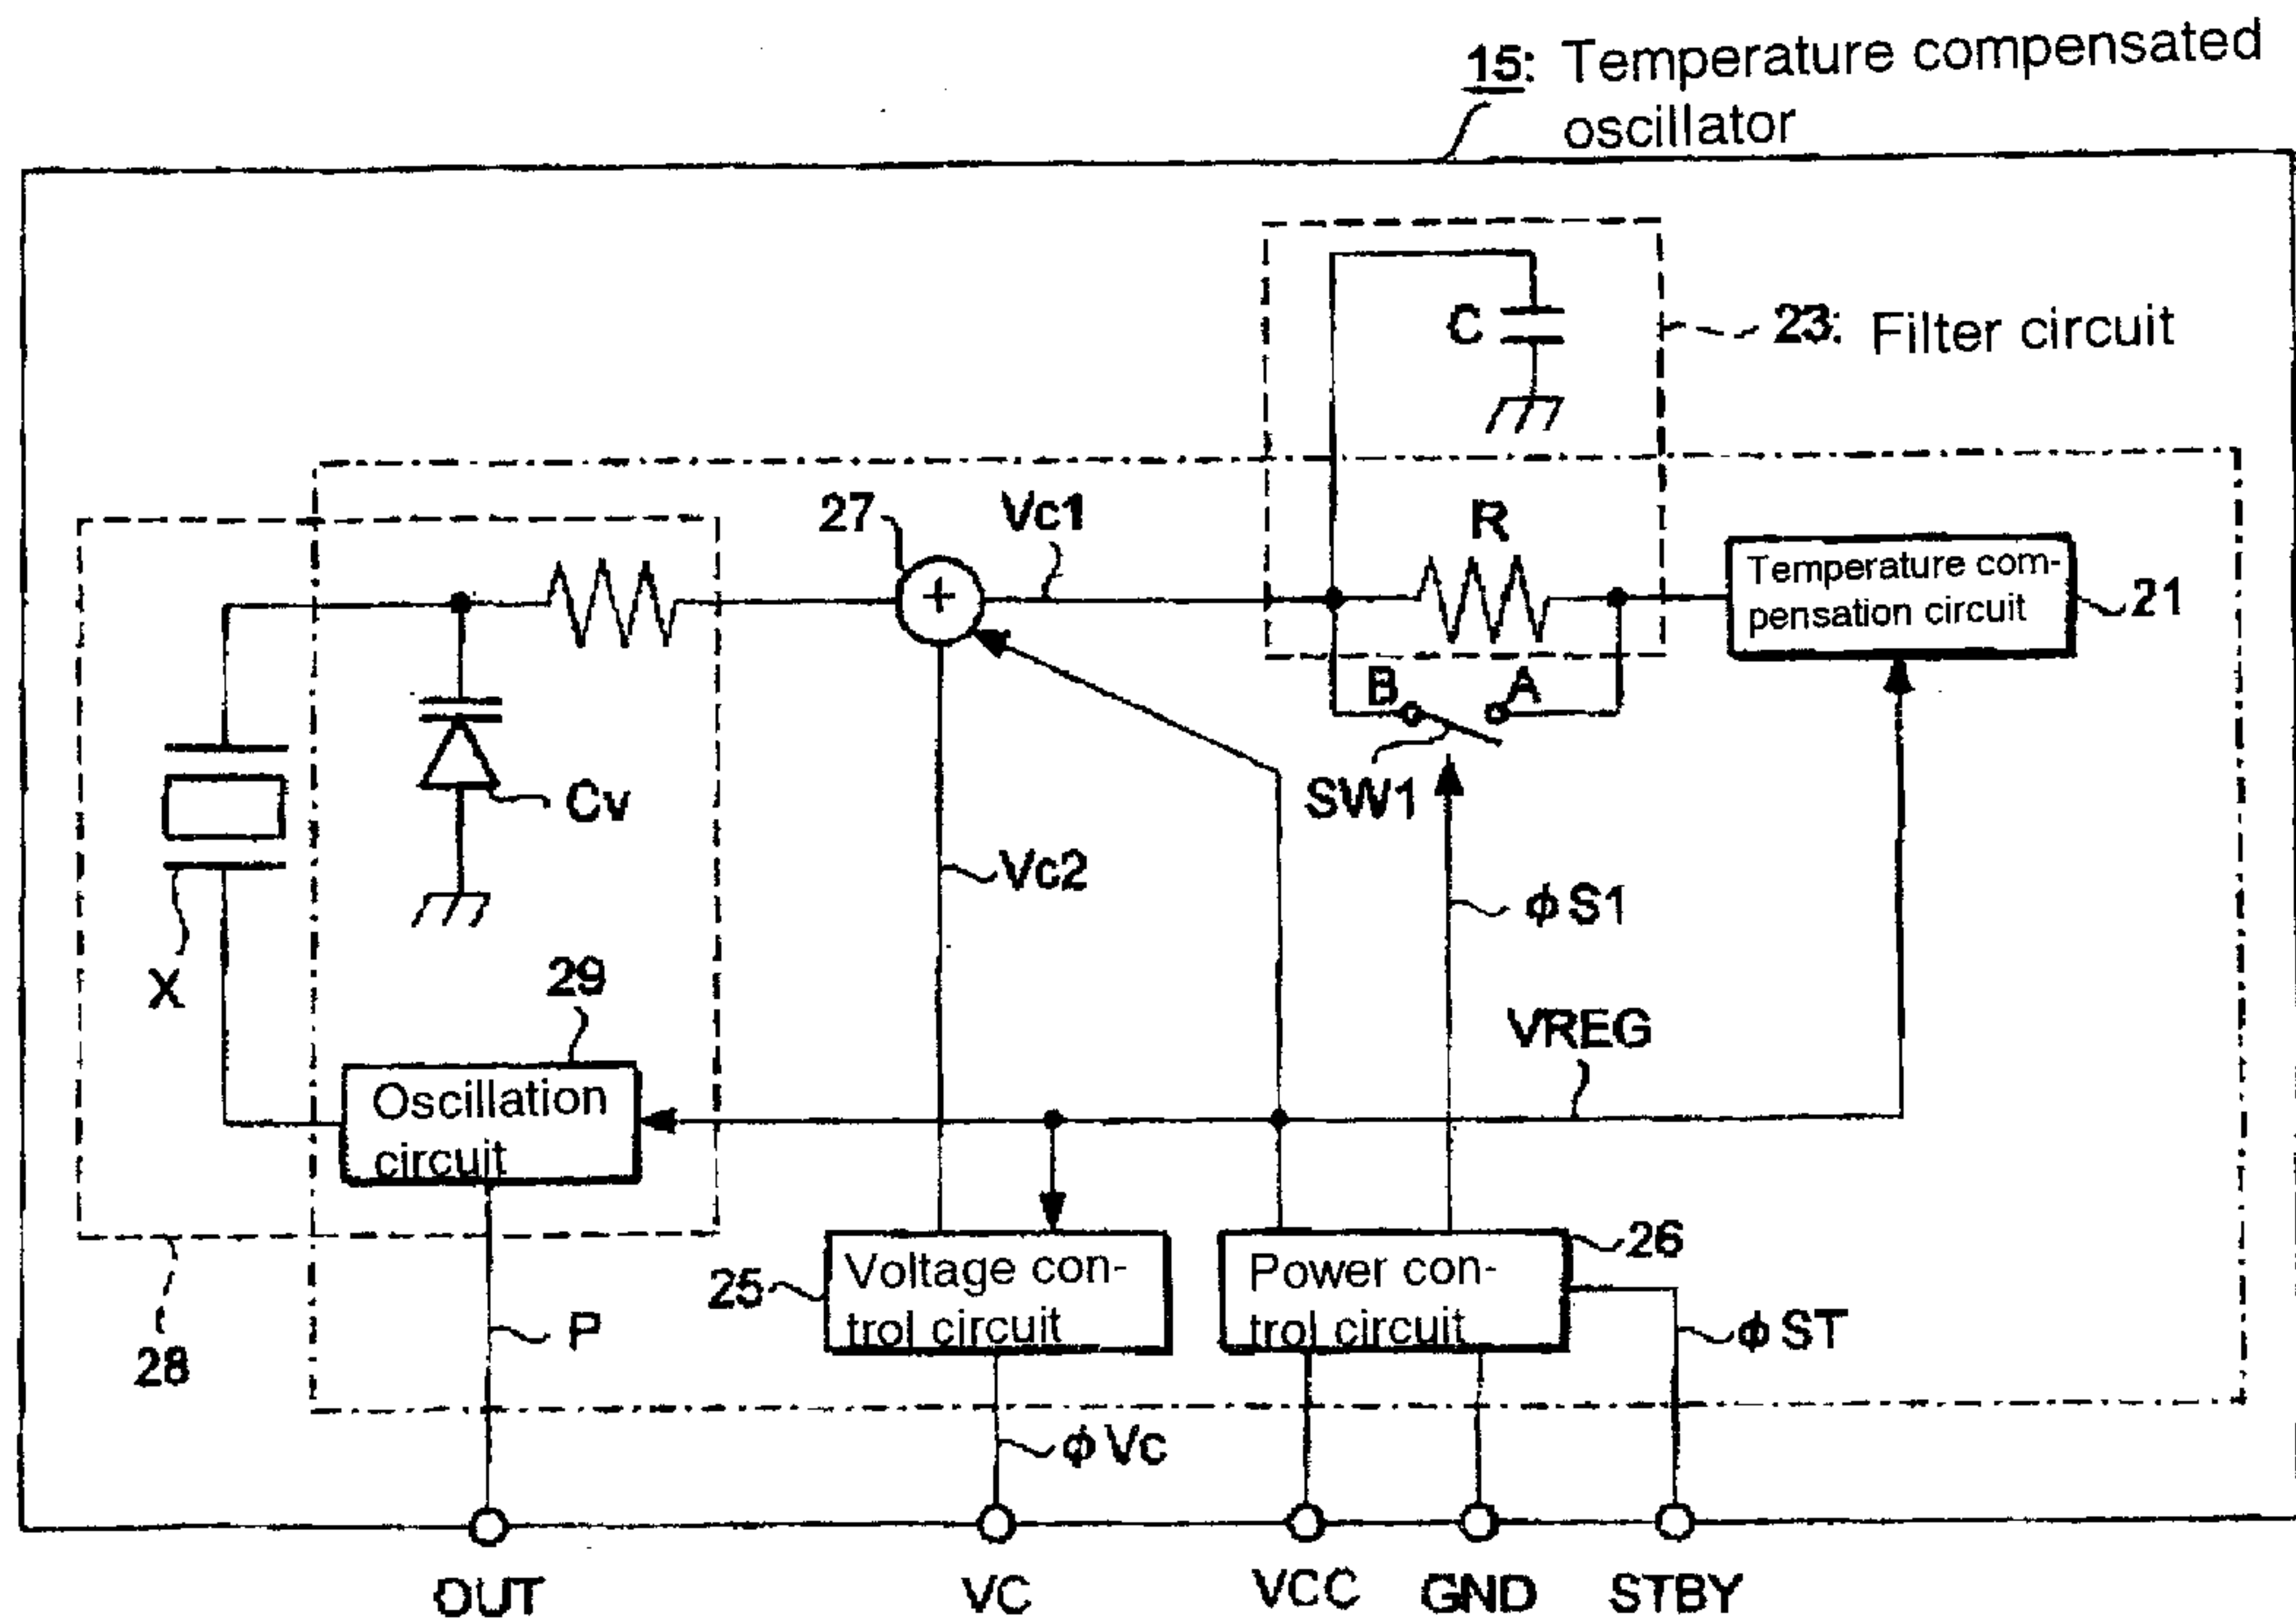 15: Temperature compensated
oscillator
C
23: Filter circuit
27
Vc1
R
Temperature com-
pensation circuit
21
B
A
SW1
Cv
Vc2
ϕS1
X
29
VREG
Oscillation
circuit
26
25
Voltage con-
trol circuit
Power con-
trol circuit
ϕST
P
28
ϕVc
OUT
VC
VCC
GND
STBY
+